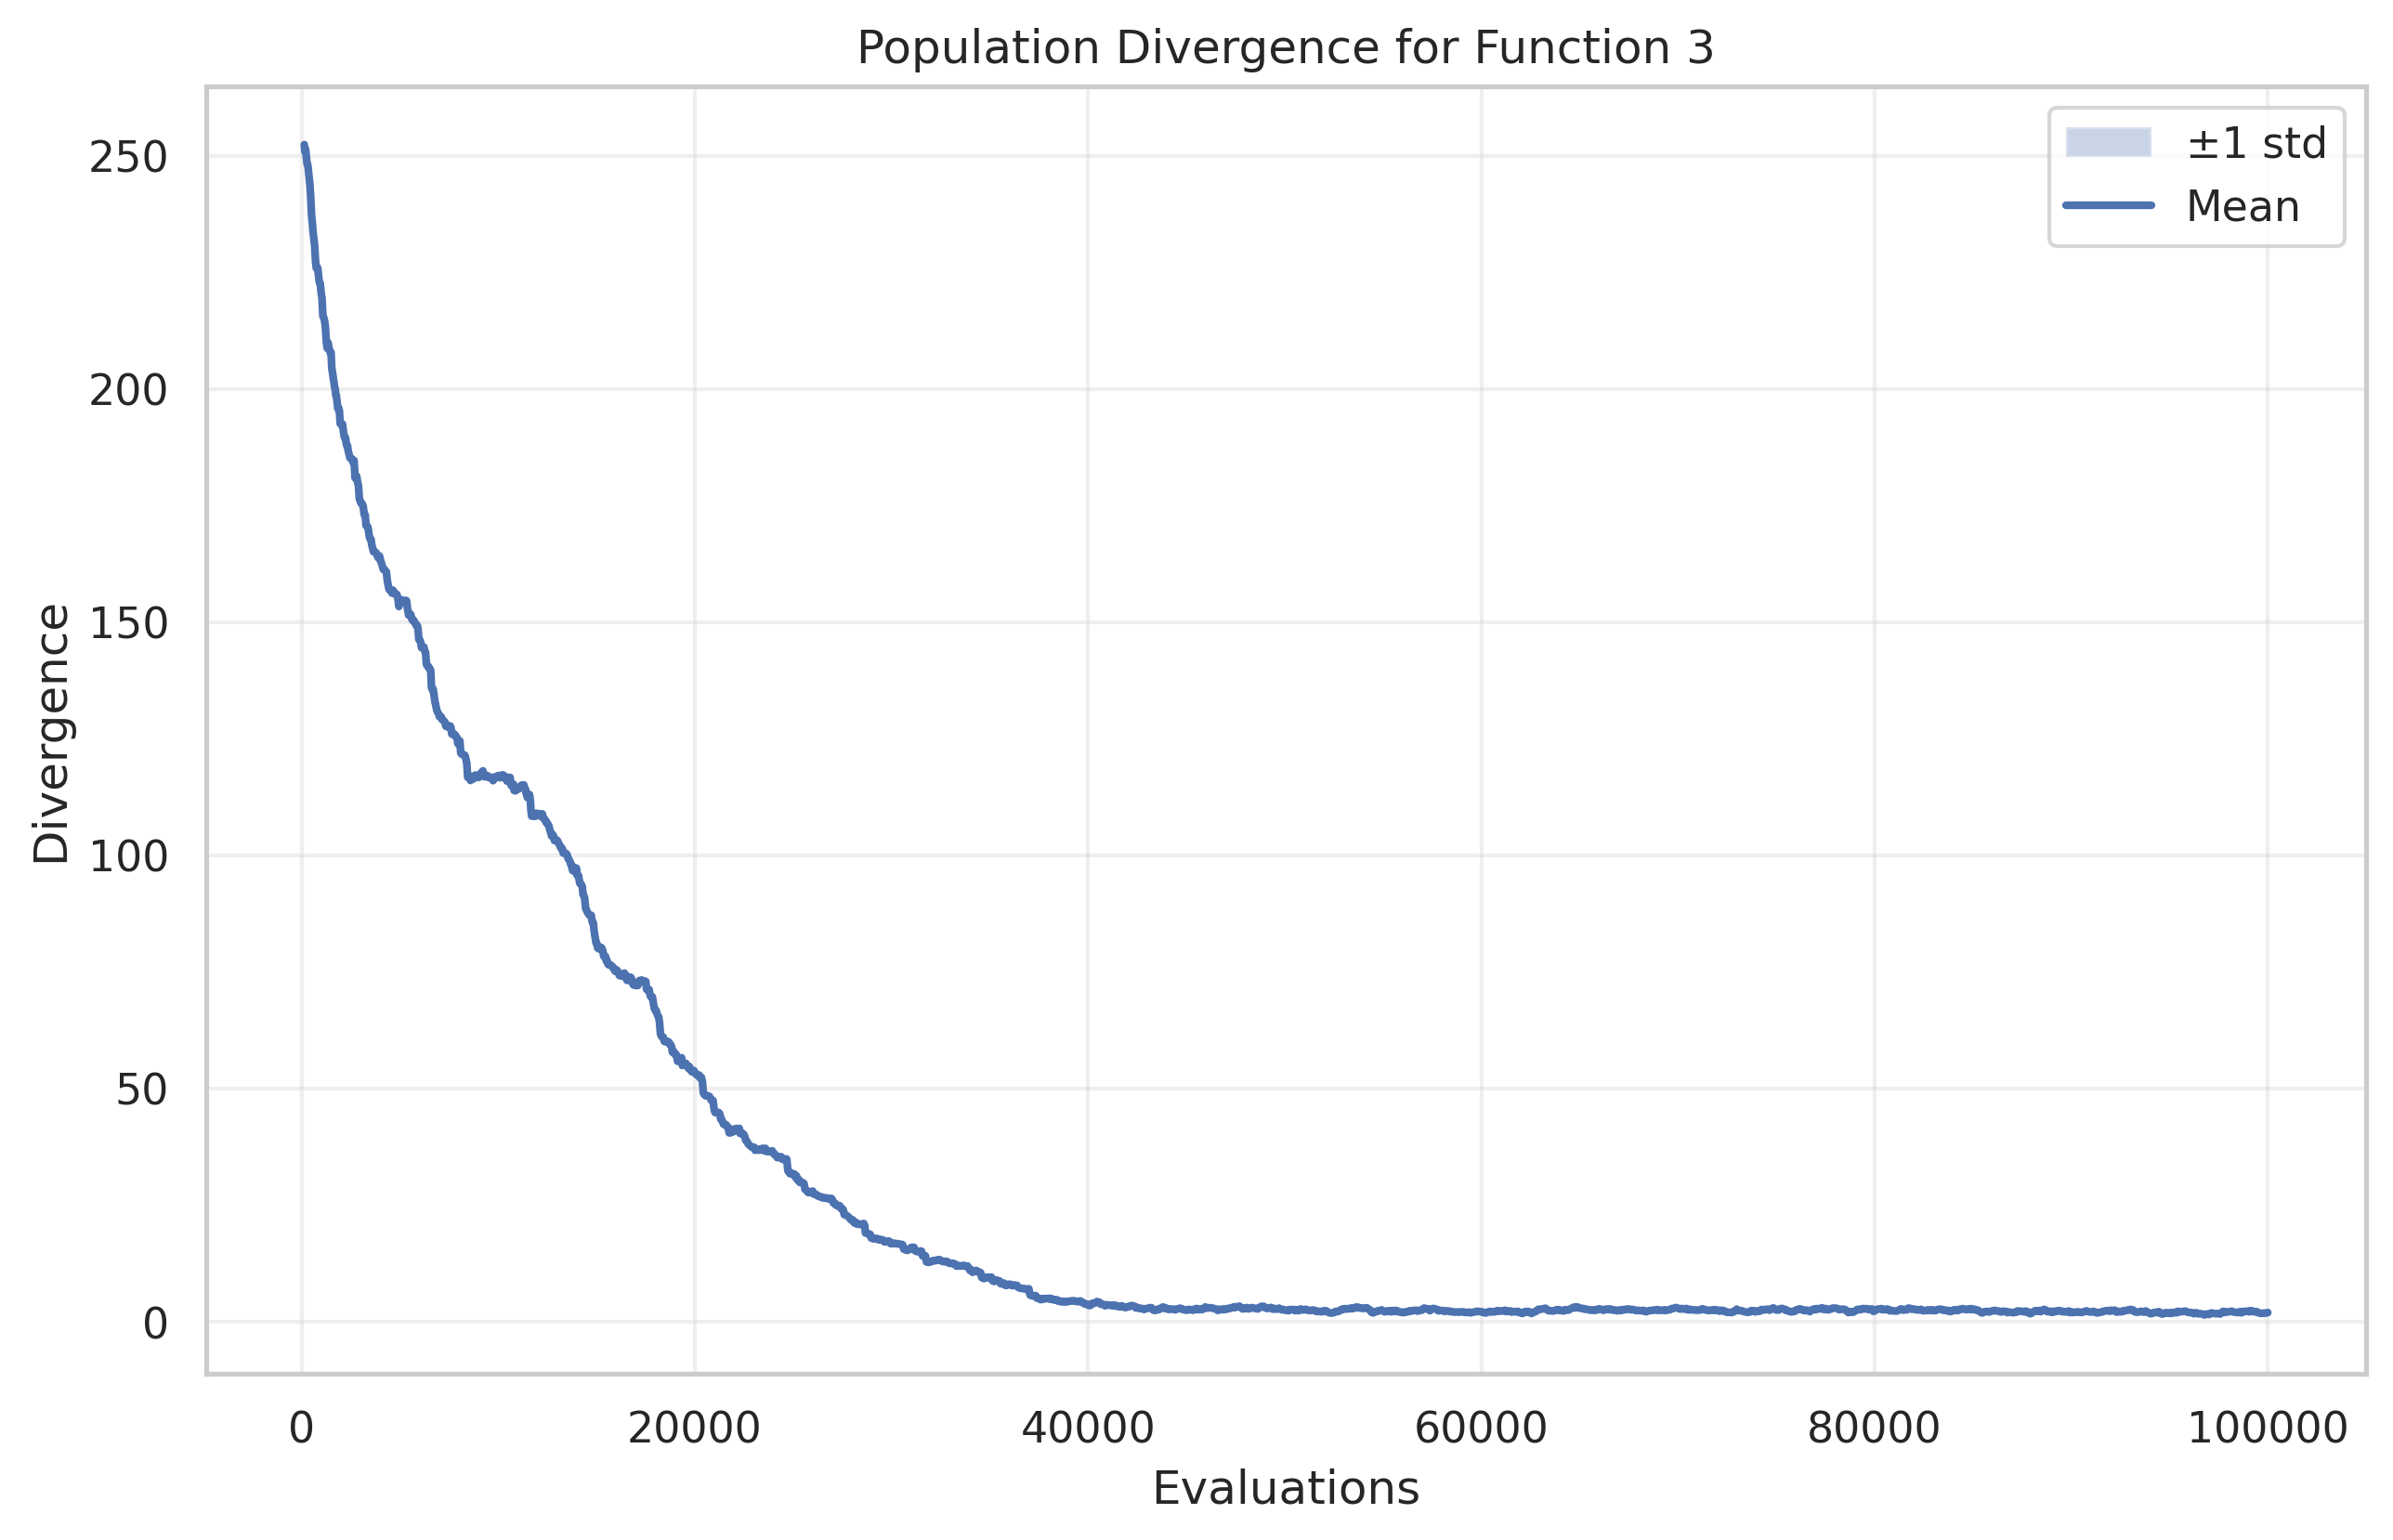 Population Divergence for Function 3
±1 std
Mean
Divergence
250
200
150
100
50
0
0 20000 40000 60000 80000 100000
Evaluations